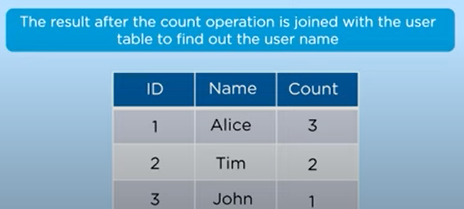 The result after the count operation is joined with the user
table to find out the user name
ID Name Count
1 Alice 3
2 Tim 2
3 John 1